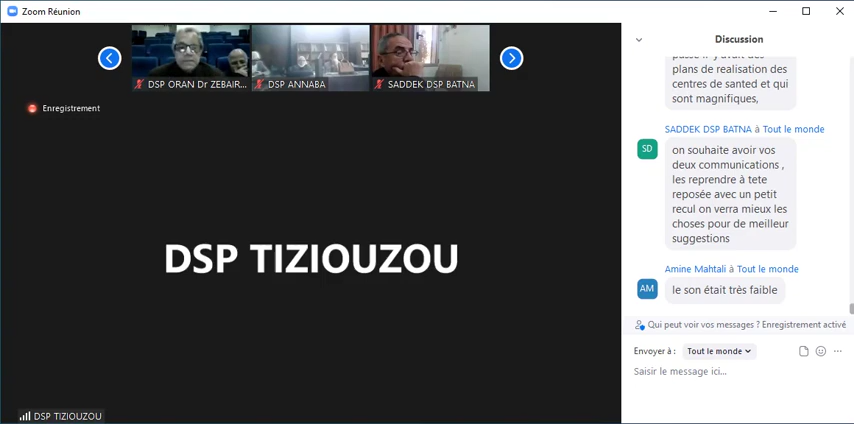 Zoom Réunion
DSP ORAN Dr ZEBAIR...
DSP ANNABA
SADDEK DSP BATNA
Enregistrement
DSP TIZIOUZOU
DSP TIZIOUZOU
Discussion
plans de realisation des
centres de santed et qui
sont magnifiques,
SADDEK DSP BATNA à Tout le monde
SD
on souhaite avoir vos
deux communications ,
les reprendre à tete
reposée avec un petit
recul on verra mieux les
choses pour de meilleur
suggestions
Amine Mahtali à Tout le monde
AM
le son était très faible
Qui peut voir vos messages ? Enregistrement activé
Envoyer à :
Tout le monde
Saisir le message ici...